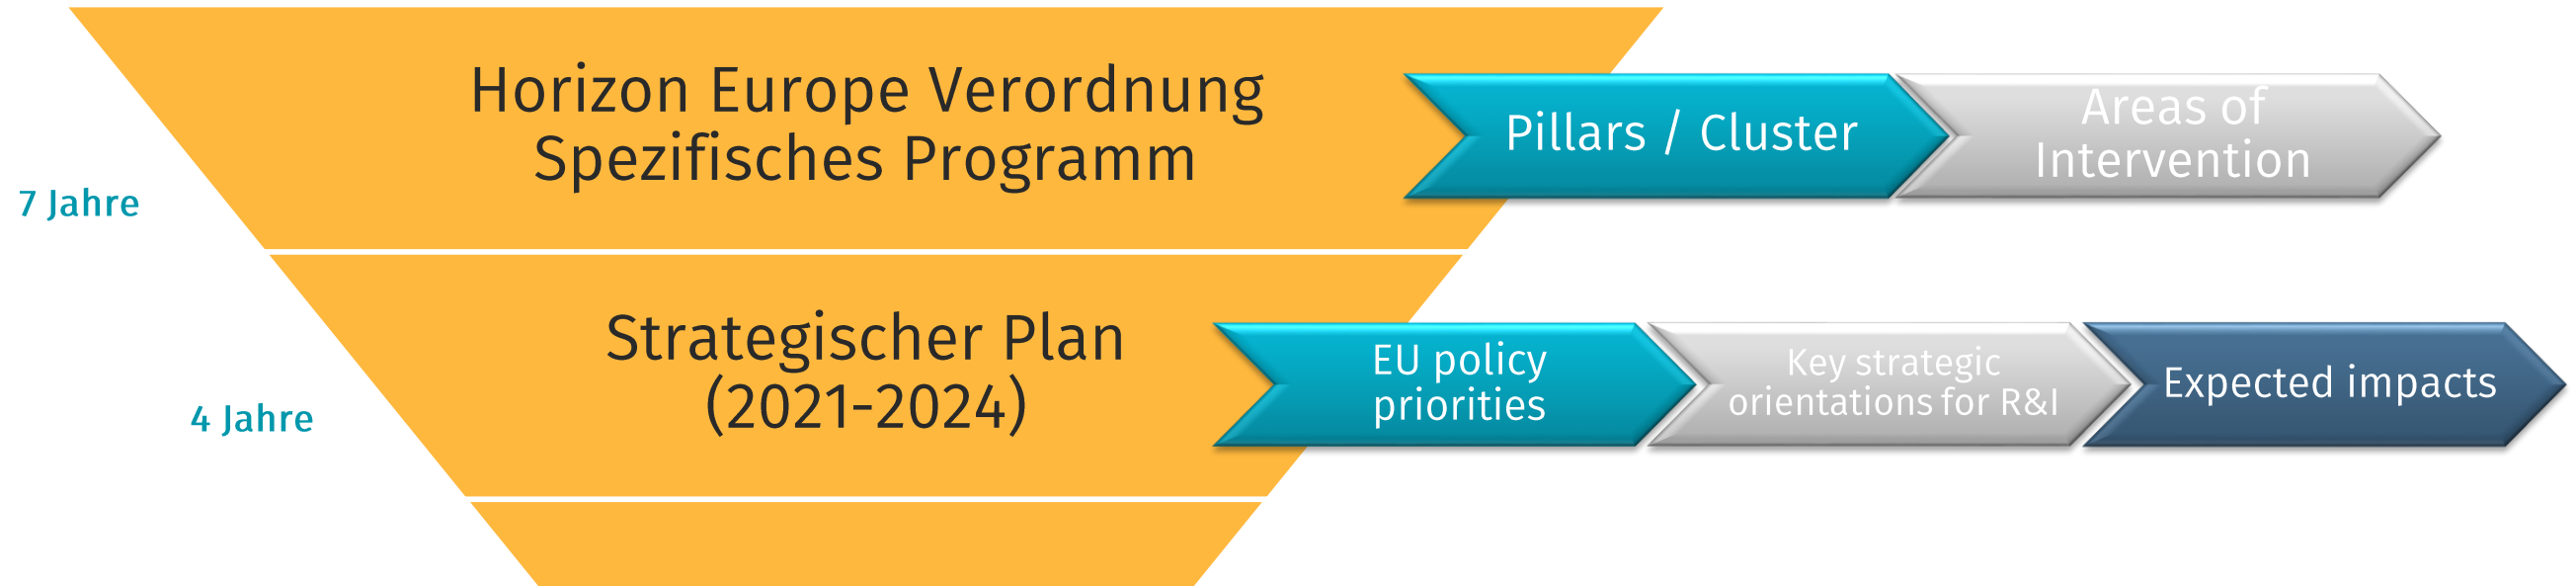 Horizon Europe Verordnung
Spezifisches Programm
Pillars / Cluster
Areas of
Intervention
7 Jahre
Strategischer Plan
(2021-2024)
EU policy
priorities
Key strategic
orientations for R&I
Expected impacts
4 Jahre